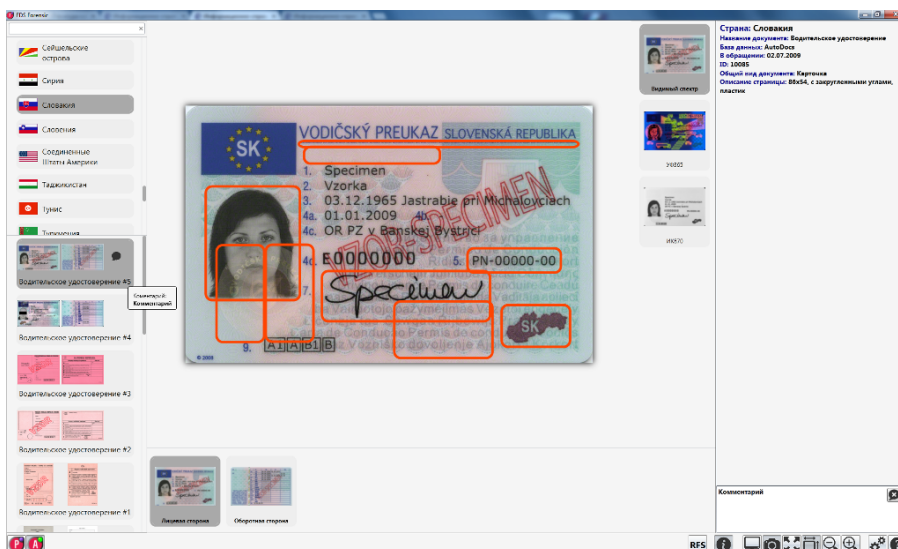 FDS Forensic
Сейшельские
острова
Сирия
Словакия
Словения
Соединенные
Штаты Америки
Таджикистан
Тунис
Туркмения
Водительское удостоверение #5
Коментарий:
Комментарий
Водительское удостоверение #4
Водительское удостоверение #3
Водительское удостоверение #2
Водительское удостоверение #1
SK
VODIČSKÝ PREUKAZ SLOVENSKÁ REPUBLIKA
1. Specimen
2. Vzorka
3. 03.12.1965 Jastrabie pri Michalovciach
4a. 01.01.2009 4b.
4c. OR PZ v Banskej Bystrici
4d. E0000000 5. PN-00000-00
7. Specimen
VZOR-SPECIMEN
SK
9. A1 A B1 B
Лицевая сторона
Оборотная сторона
Видимый спектр
УФ365
ИК870
Страна: Словакия
Название документа: Водительское удостоверение
База данных: AutoDocs
В обращении: 02.07.2009
ID: 10085
Общий вид документа: Карточка
Описание страницы: 86x54, с закругленными углами,
пластик
Комментарий
RFS